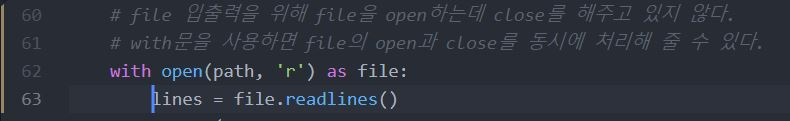 60 # file 입출력을 위해 file을 open하는데 close를 해주고 있지 않다.
61 # with문을 사용하면 file의 open과 close를 동시에 처리해 줄 수 있다.
62 with open(path, 'r') as file:
63 lines = file.readlines()